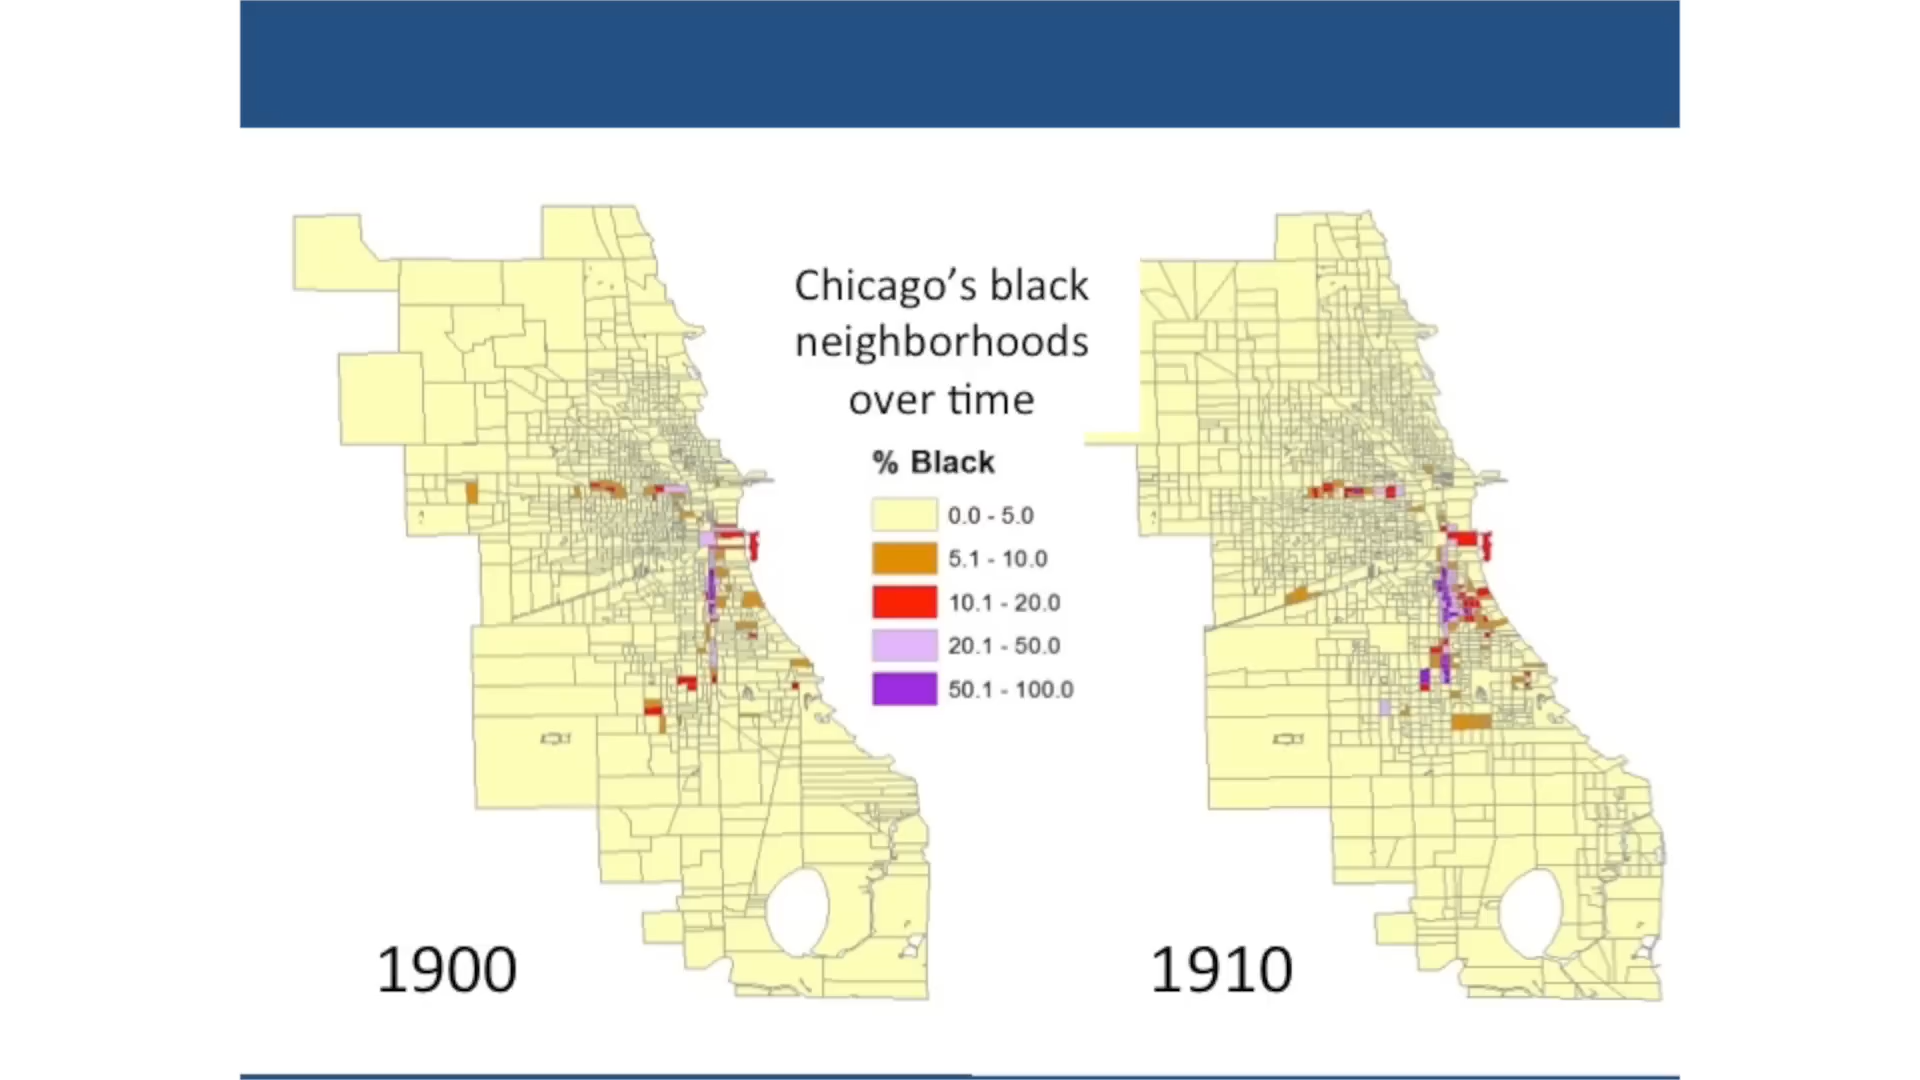 Chicago’s black
neighborhoods
over time
% Black
0.0 - 5.0
5.1 - 10.0
10.1 - 20.0
20.1 - 50.0
50.1 - 100.0
1900
1910